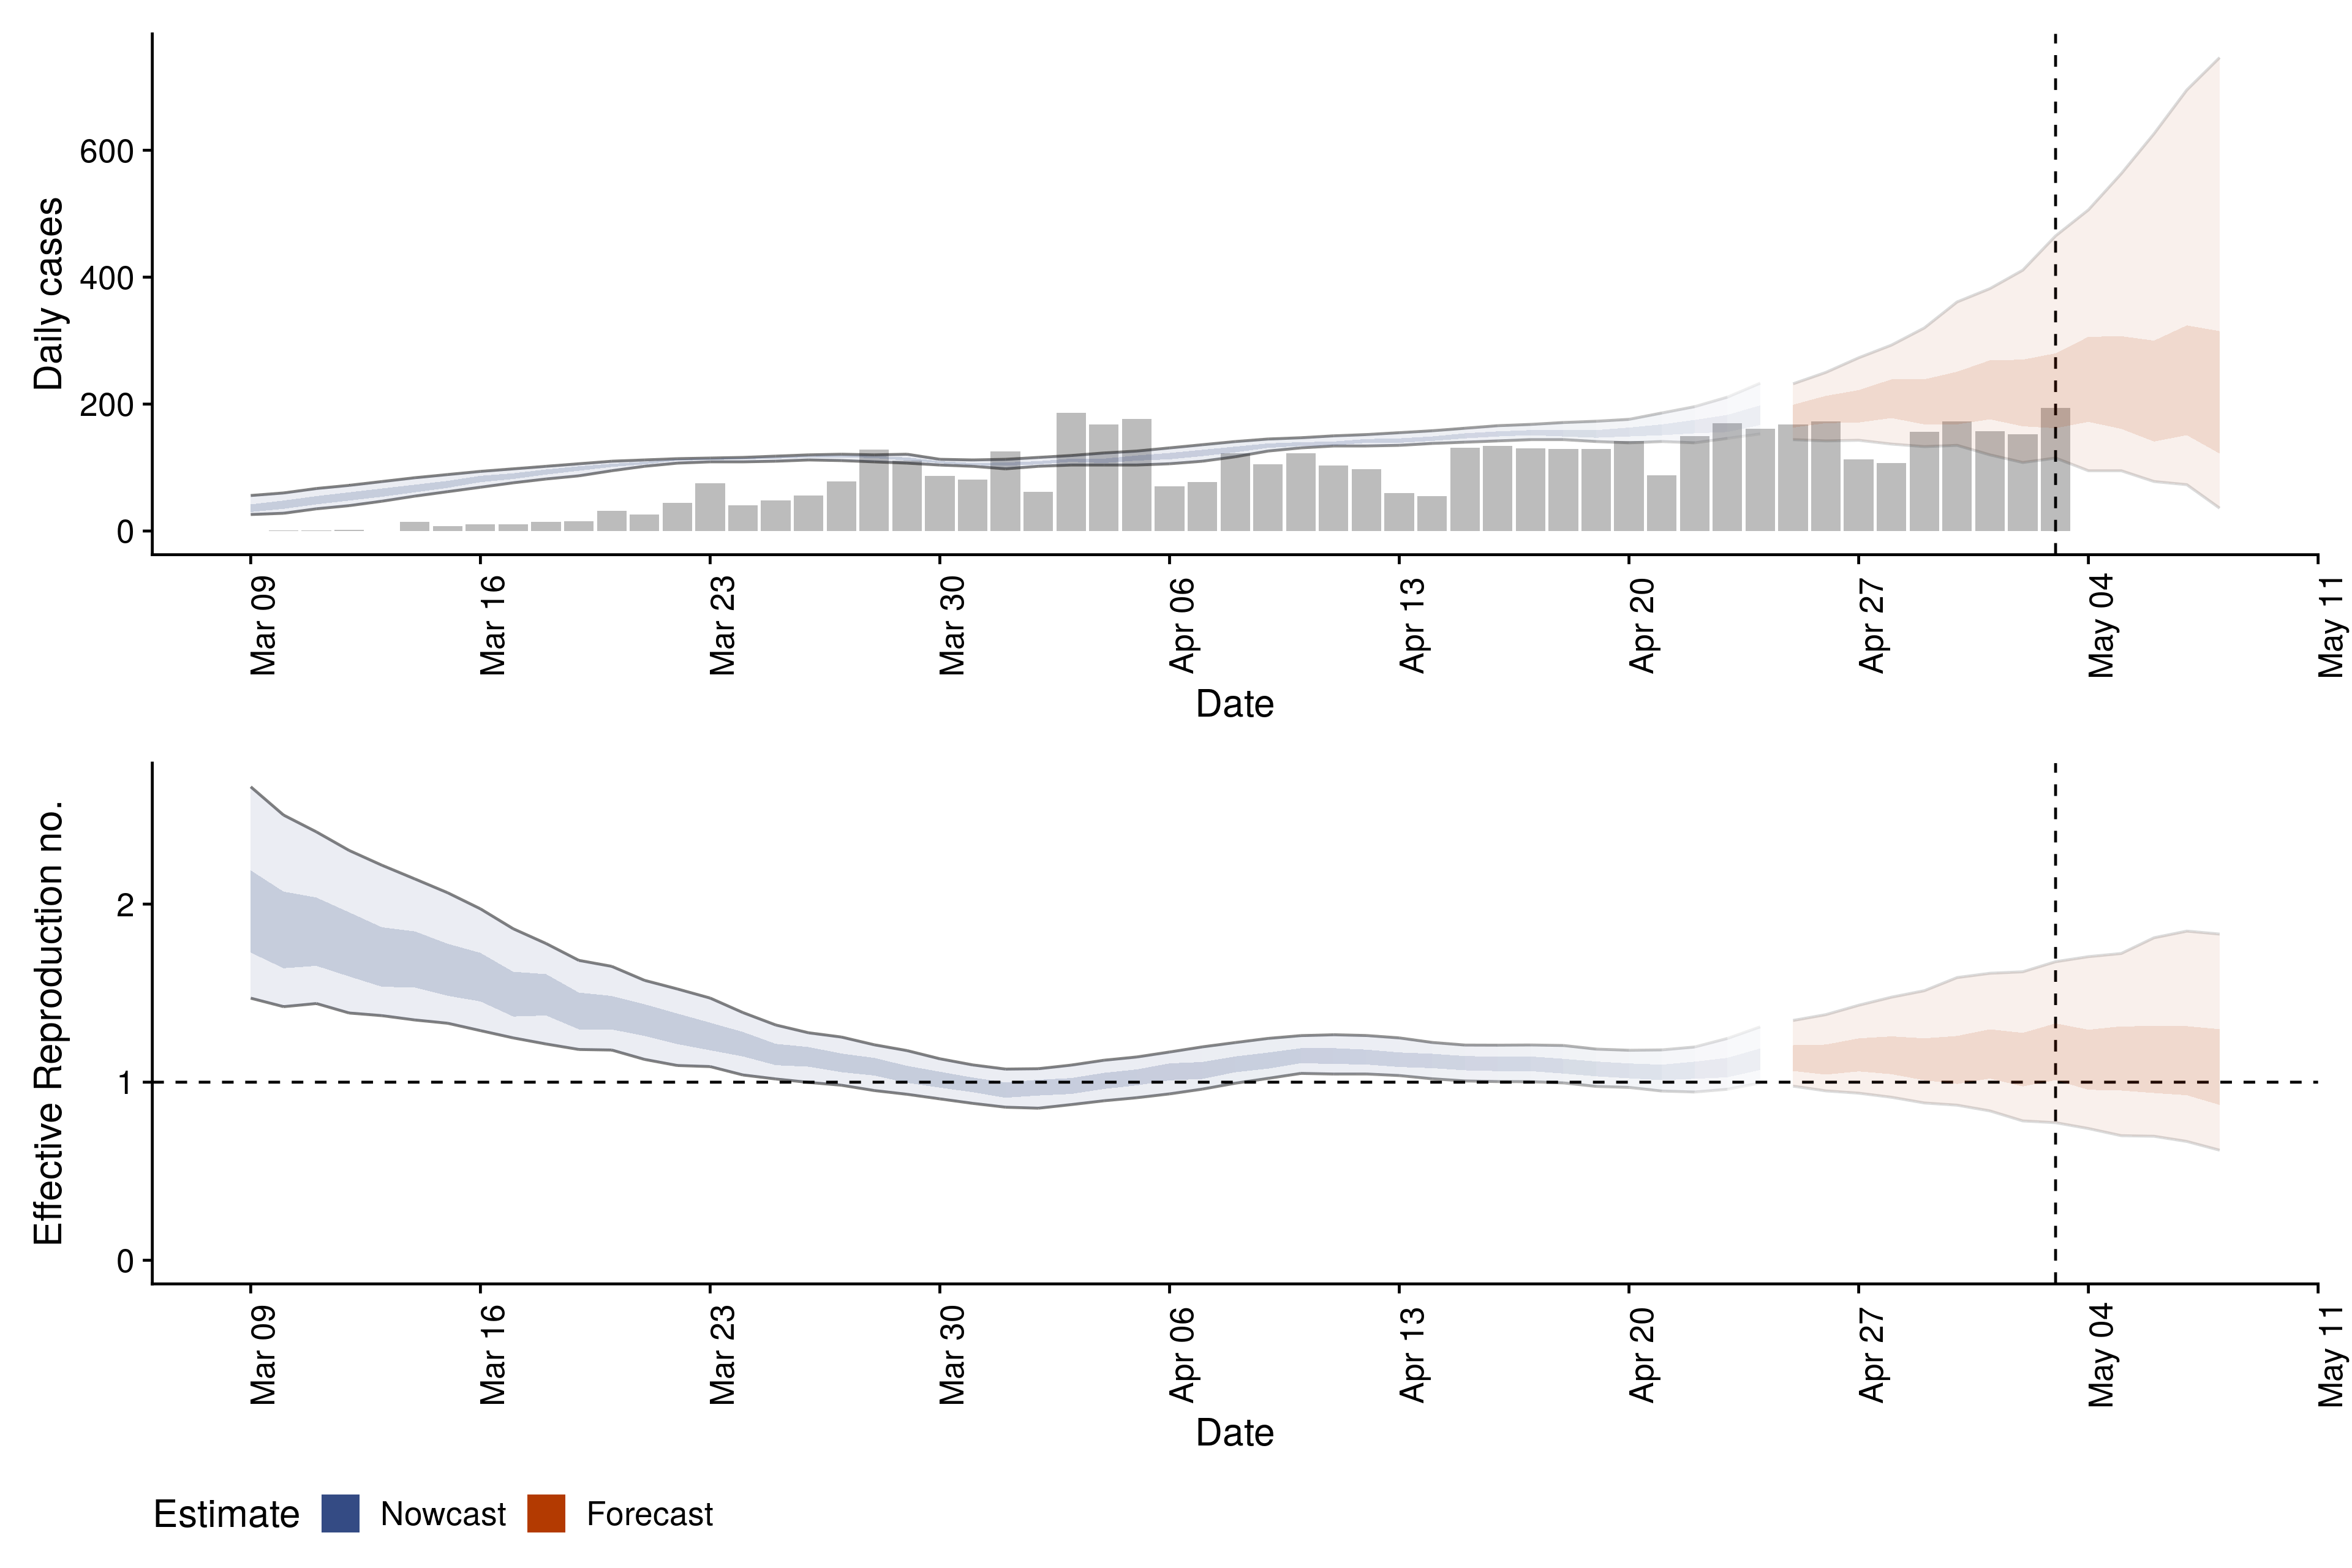 Daily cases
600
400
200
0
Mar 09
Mar 16
Mar 23
Mar 30
Apr 06
Apr 13
Apr 20
Apr 27
May 04
May 11
Date
Effective Reproduction no.
2
1
0
Mar 09
Mar 16
Mar 23
Mar 30
Apr 06
Apr 13
Apr 20
Apr 27
May 04
May 11
Date
Estimate Nowcast Forecast